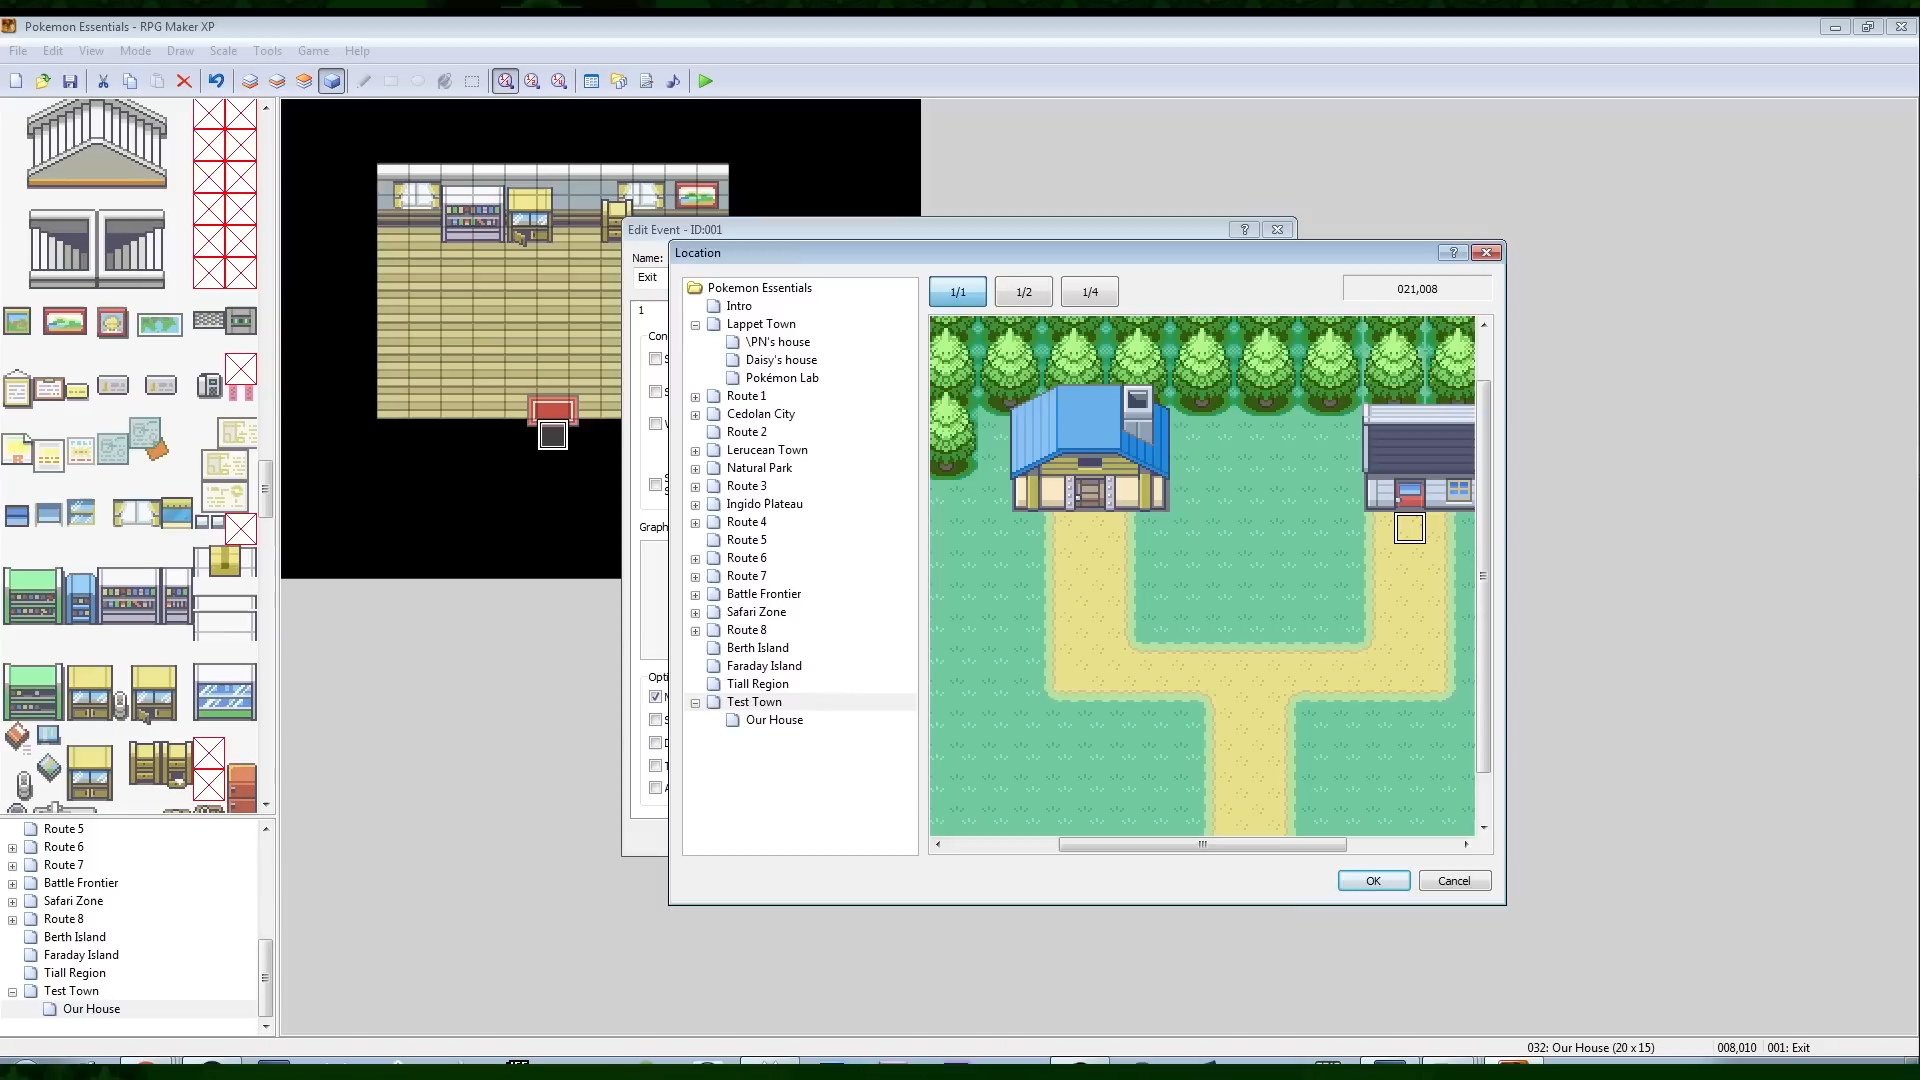 Pokemon Essentials - RPG Maker XP
File Edit View Mode Draw Scale Tools Game Help
Edit Event - ID:001
Name:
Exit
1
Location
Pokemon Essentials
Intro
Lappet Town
\PN's house
Daisy's house
Pokémon Lab
Route 1
Cedolan City
Route 2
Lerucean Town
Natural Park
Route 3
Ingido Plateau
Route 4
Route 5
Route 6
Route 7
Battle Frontier
Safari Zone
Route 8
Berth Island
Faraday Island
Tiall Region
Test Town
Our House
1/1
1/2
1/4
021,008
OK
Cancel
Con
Graph
Opti
Route 5
Route 6
Route 7
Battle Frontier
Safari Zone
Route 8
Berth Island
Faraday Island
Tiall Region
Test Town
Our House
032: Our House (20 x 15)
008,010
001: Exit